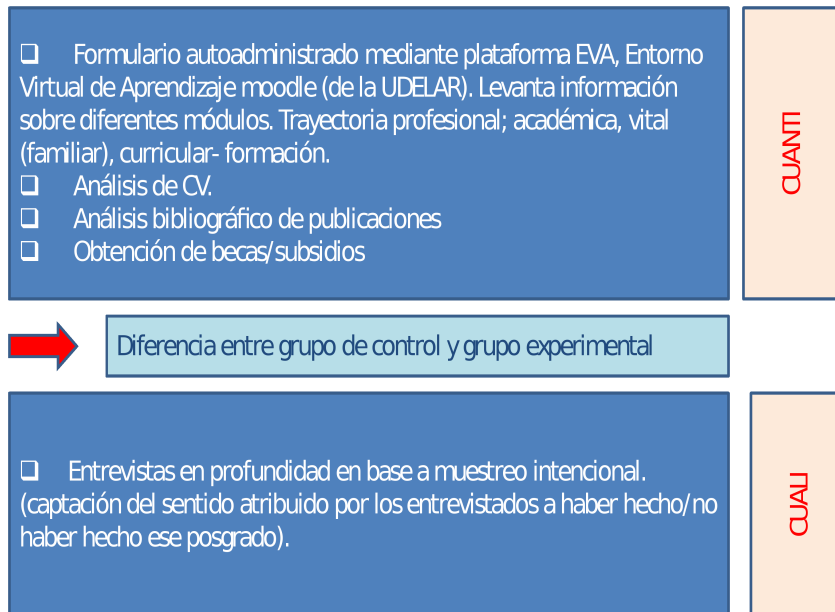 ❑ Formulario autoadministrado mediante plataforma EVA, Entorno
Virtual de Aprendizaje moodle (de la UDELAR). Levanta información
sobre diferentes módulos. Trayectoria profesional; académica, vital
(familiar), curricular- formación.
❑ Análisis de CV.
❑ Análisis bibliográfico de publicaciones
❑ Obtención de becas/subsidios
CUANTI
Diferencia entre grupo de control y grupo experimental
❑ Entrevistas en profundidad en base a muestreo intencional.
(captación del sentido atribuido por los entrevistados a haber hecho/no
haber hecho ese posgrado).
CUALI